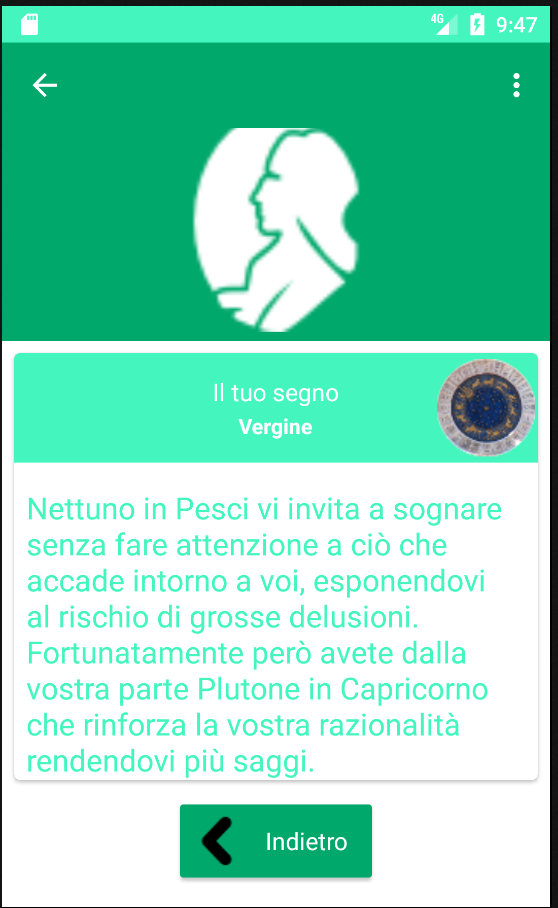 4G 9:47
Il tuo segno
Vergine
Nettuno in Pesci vi invita a sognare
senza fare attenzione a ciò che
accade intorno a voi, esponendovi
al rischio di grosse delusioni.
Fortunatamente però avete dalla
vostra parte Plutone in Capricorno
che rinforza la vostra razionalità
rendendovi più saggi.
Indietro